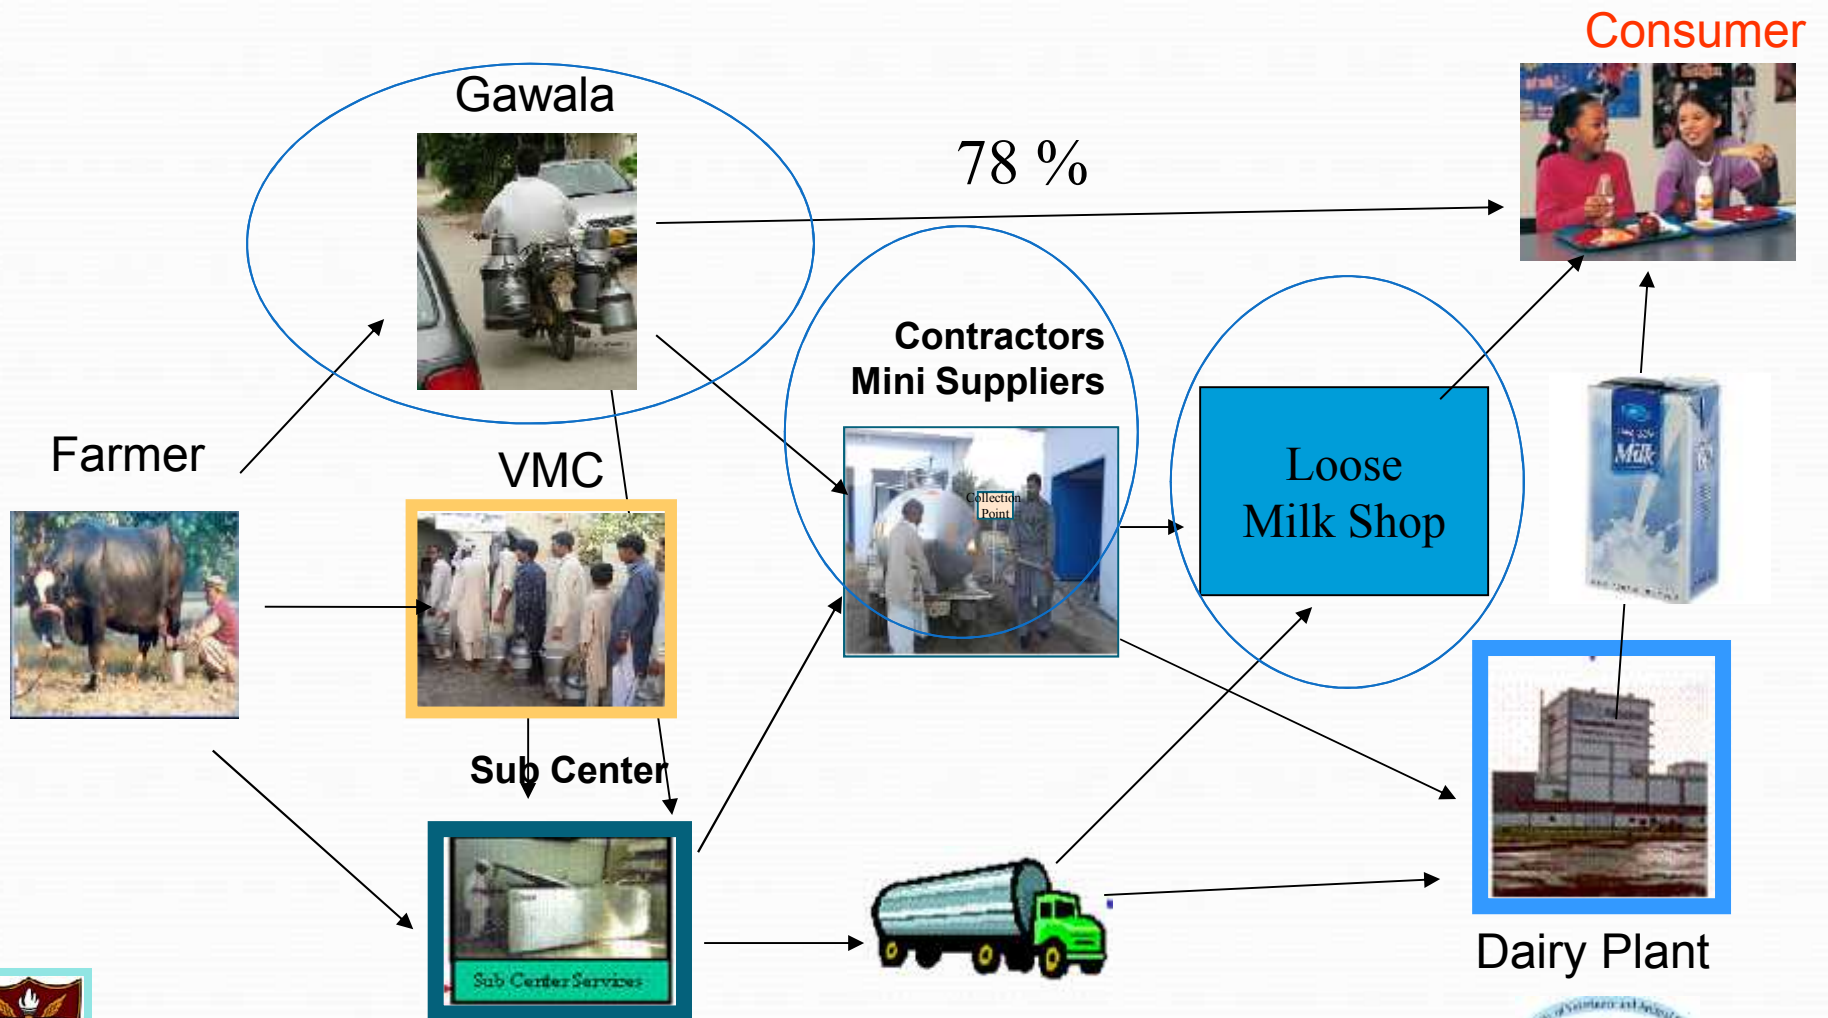 Consumer
Gawala
78 %
Contractors
Mini Suppliers
Farmer
VMC
Loose
Milk Shop
Collection
Point
Milk
Sub Center
Sub Center Services
Dairy Plant